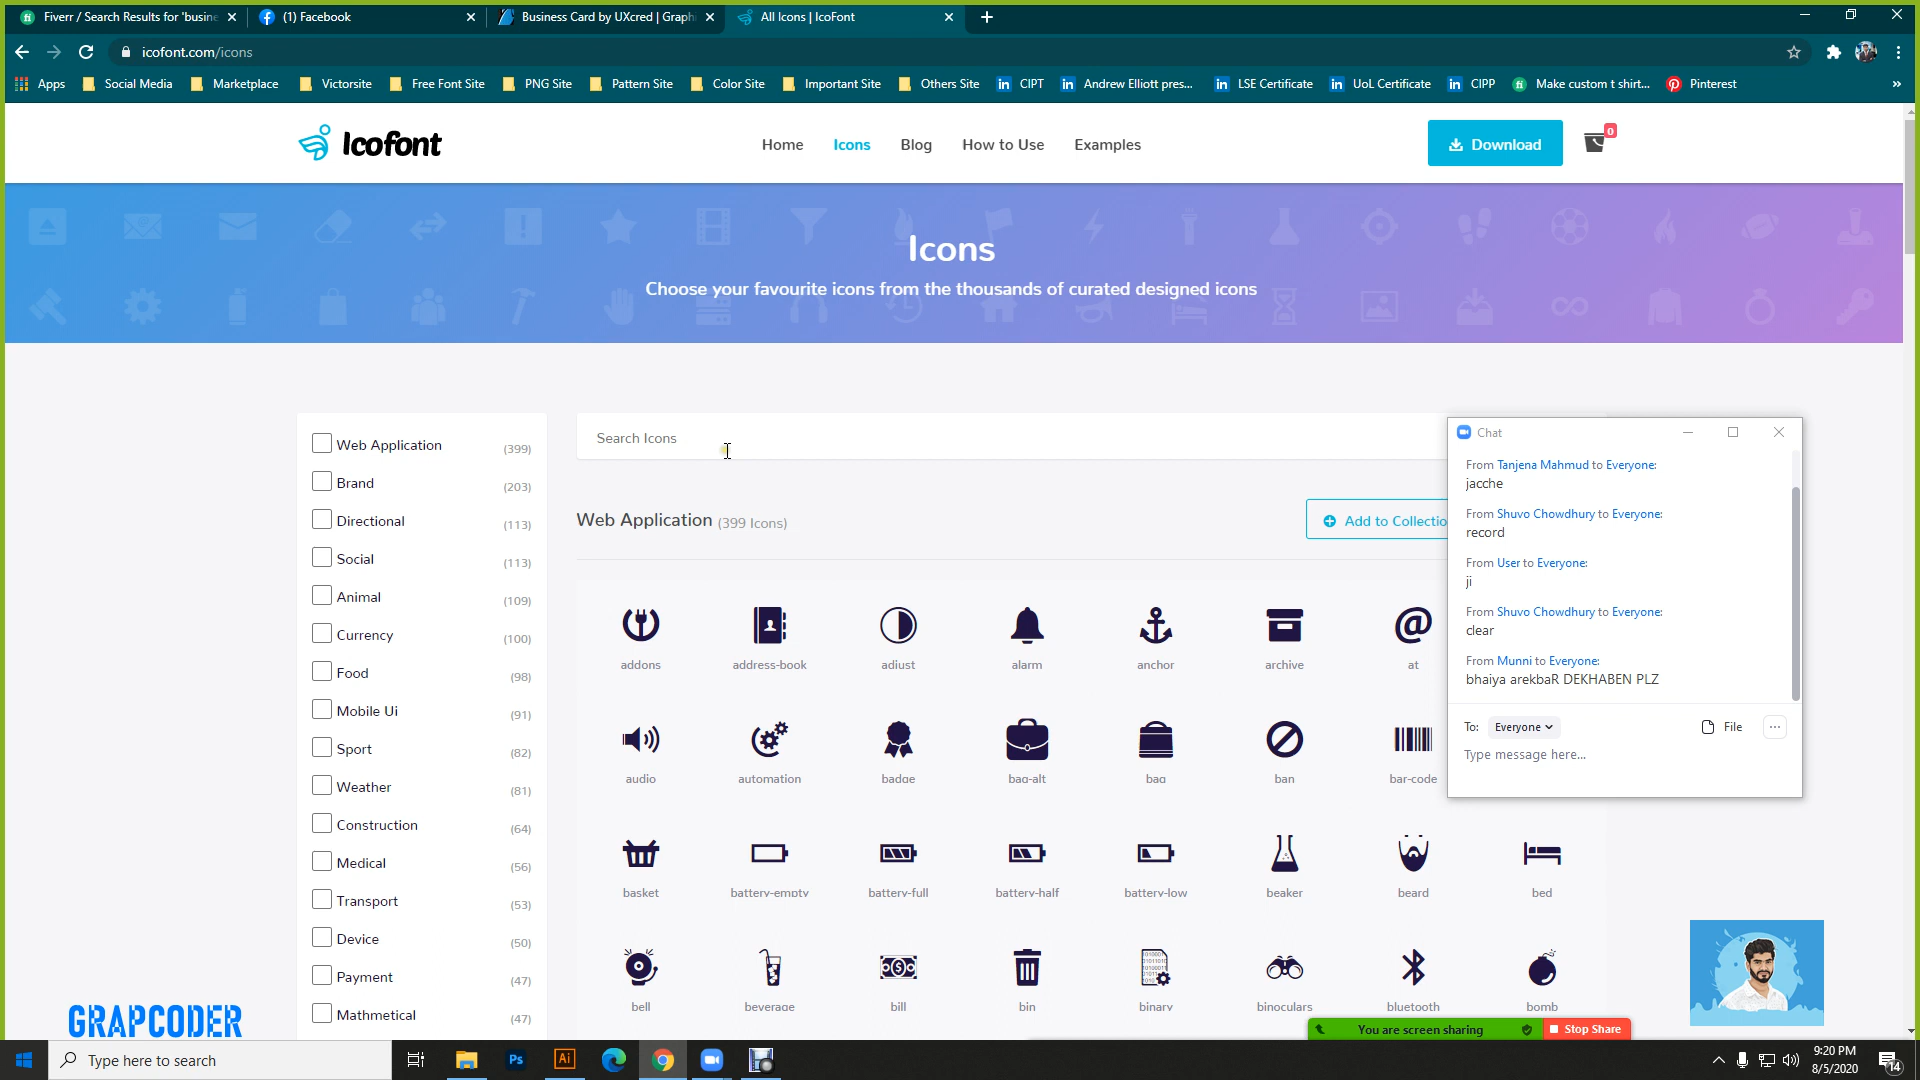 Fiverr / Search Results for 'busine
(1) Facebook
Business Card by UXcred | Graph
All Icons | IcoFont
icofont.com/icons
Apps
Social Media
Marketplace
Victorsite
Free Font Site
PNG Site
Pattern Site
Color Site
Important Site
Others Site
CIPT
Andrew Elliott pres...
LSE Certificate
UoL Certificate
CIPP
Make custom t shirt...
Pinterest
»
Icofont
Home
Icons
Blog
How to Use
Examples
Download
0
Icons
Choose your favourite icons from the thousands of curated designed icons
Web Application (399)
Brand (203)
Directional (113)
Social (113)
Animal (109)
Currency (100)
Food (98)
Mobile Ui (91)
Sport (82)
Weather (81)
Construction (64)
Medical (56)
Transport (53)
Device (50)
Payment (47)
Mathmetical (47)
Search Icons
Web Application (399 Icons)
Add to Collectio
addons address-book adjust alarm anchor archive at
audio automation badge bag-alt bag ban bar-code
basket battery-empty battery-full battery-half battery-low beaker beard bed
bell beverage bill bin binary binoculars bluetooth bomb
Chat
From Tanjena Mahmud to Everyone:
jacche
From Shuvo Chowdhury to Everyone:
record
From User to Everyone:
ji
From Shuvo Chowdhury to Everyone:
clear
From Munni to Everyone:
bhaiya arekbaR DEKHABEN PLZ
To: Everyone
File
Type message here...
GRAPCODER
You are screen sharing
Stop Share
Type here to search
Ps
Ai
9:20 PM
8/5/2020
14